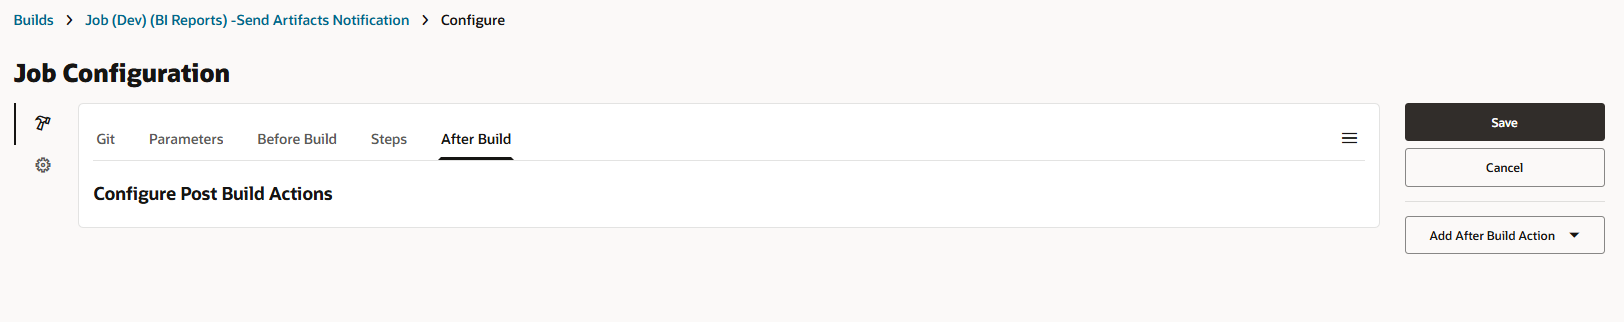 Builds > Job (Dev) (BI Reports) -Send Artifacts Notification > Configure
Job Configuration
Git Parameters Before Build Steps After Build
Configure Post Build Actions
Save
Cancel
Add After Build Action